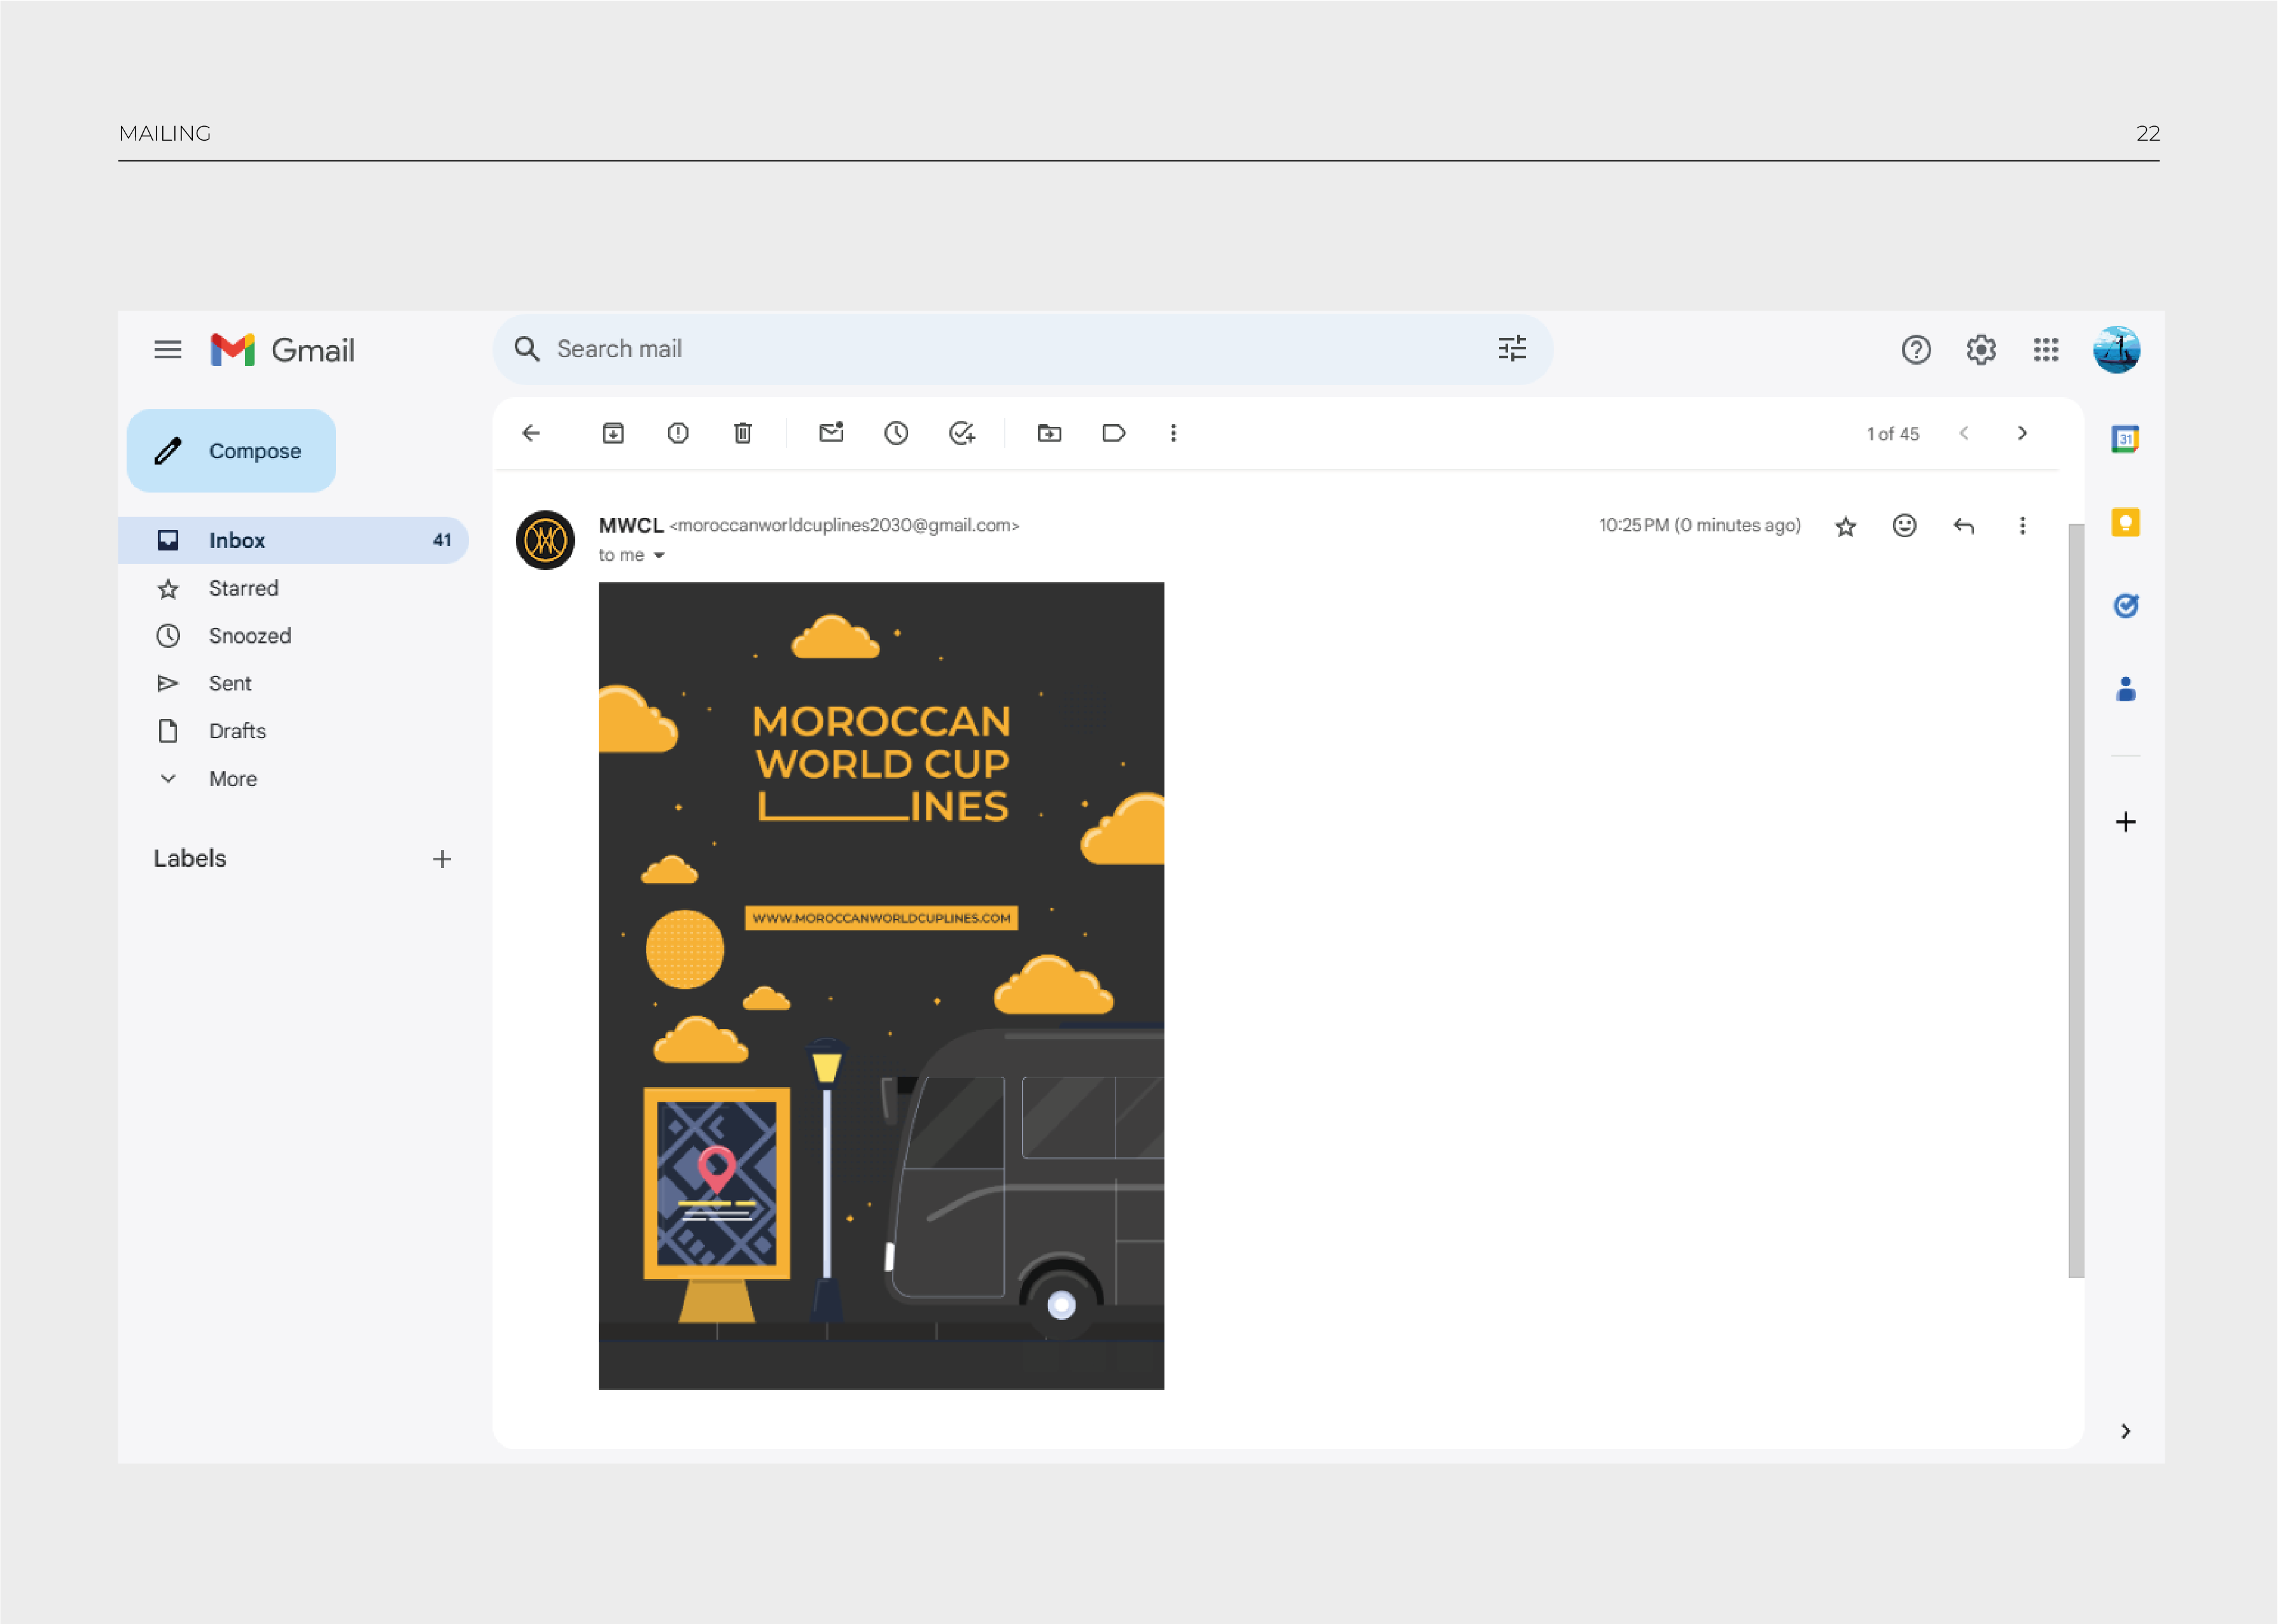 MAILING
22
Gmail
Search mail
Compose
1 of 45
31
Inbox 41
Starred
Snoozed
Sent
Drafts
More
Labels
MWCL <moroccanworldcuplines2030@gmail.com>
10:25 PM (0 minutes ago)
to me
MOROCCAN
WORLD CUP
LINES
WWW.MOROCCANWORLDCUPLINES.COM